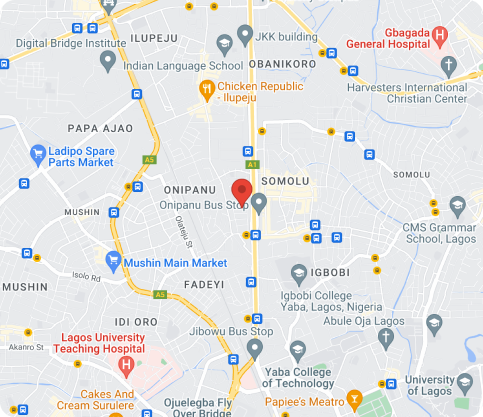 ILUPEJU
Digital Bridge Institute
JKK building
Gbagada
General Hospital
Indian Language School
OBANIKORO
Chicken Republic
- Ilupeju
Harvesters International
Christian Center
PAPA AJAO
Ladipo Spare
Parts Market
A5
A1
SOMOLU
SOMOLU
ONIPANU
Onipanu Bus Stop
MUSHIN
Olateju St
CMS Grammar
School, Lagos
Mushin Main Market
IGBOBI
Isolo Rd
MUSHIN
FADEYI
A5
Igbobi College
Yaba, Lagos, Nigeria
IDI ORO
Abule Oja Lagos
Lagos University
Teaching Hospital
Jibowu Bus Stop
Akanro St
Yaba College
of Technology
University of
Lagos
Cakes And
Cream Surulere
Ojuelegba Fly
Over Bridge
Papiee's Meatro